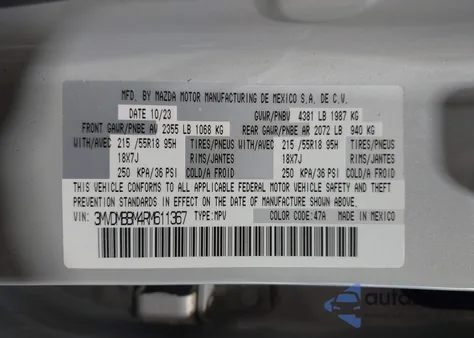 MFD. BY MAZDA MOTOR MANUFACTURING DE MEXICO S.A. DE C.V.
DATE 10/23 GVWR/PNBV 4381 LB 1987 KG
FRONT GAWR/PNBE AV 2355 LB 1068 KG REAR GAWR/PNBE AR 2072 LB 940 KG
WITH/AVEC 215 /55R18 95H TIRES/PNEUS WITH/AVEC 215 /55R18 95H TIRES/PNEUS
18X7J RIMS/JANTES 18X7J RIMS/JANTES
250 KPA/36 PSI COLD/A FROID 250 KPA/36 PSI COLD/A FROID
THIS VEHICLE CONFORMS TO ALL APPLICABLE FEDERAL MOTOR VEHICLE SAFETY AND THEFT
PREVENTION STANDARDS IN EFFECT ON THE DATE OF MANUFACTURE SHOWN ABOVE.
VIN: 3MVDMBBM4RM611367 TYPE: MPV COLOR CODE: 47A MADE IN MEXICO